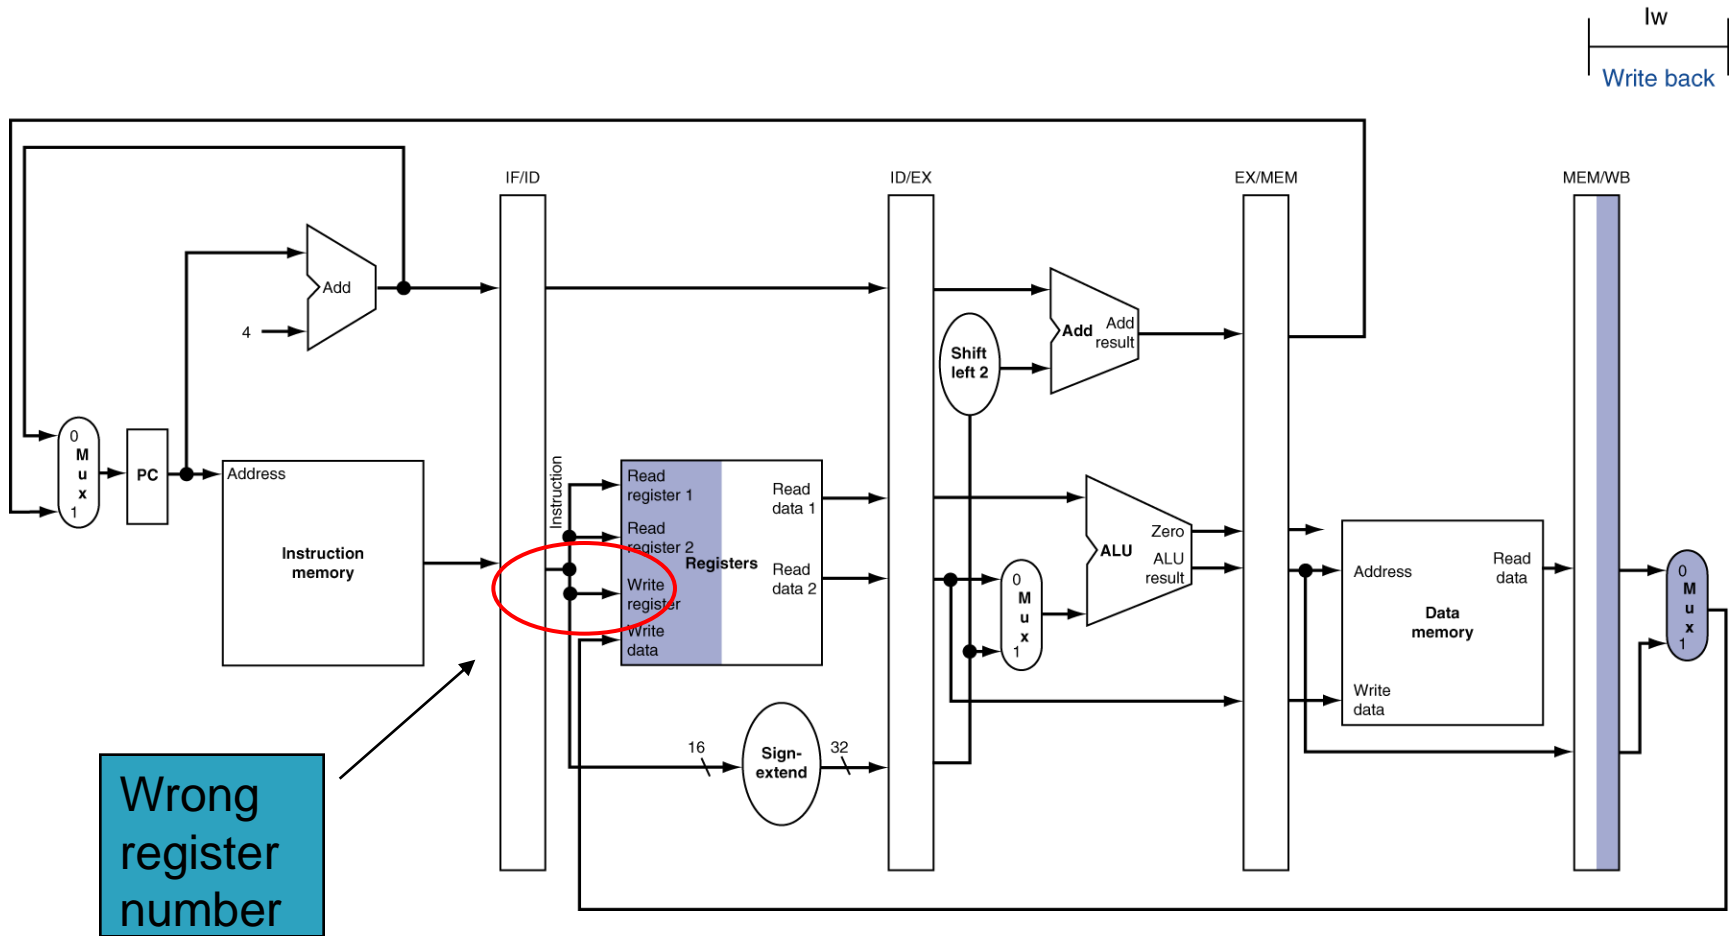 lw
Write back
IF/ID
ID/EX
EX/MEM
MEM/WB
Add
4
Shift
left 2
Add
Add
result
0
M
u
x
1
PC
Address
Instruction
memory
Instruction
Read
register 1
Read
register 2
Write
register
Write
data
Registers
Read
data 1
Read
data 2
16
Sign-
extend
32
0
M
u
x
1
ALU
Zero
ALU
result
Address
Write
data
Data
memory
Read
data
0
M
u
x
1
Wrong
register
number